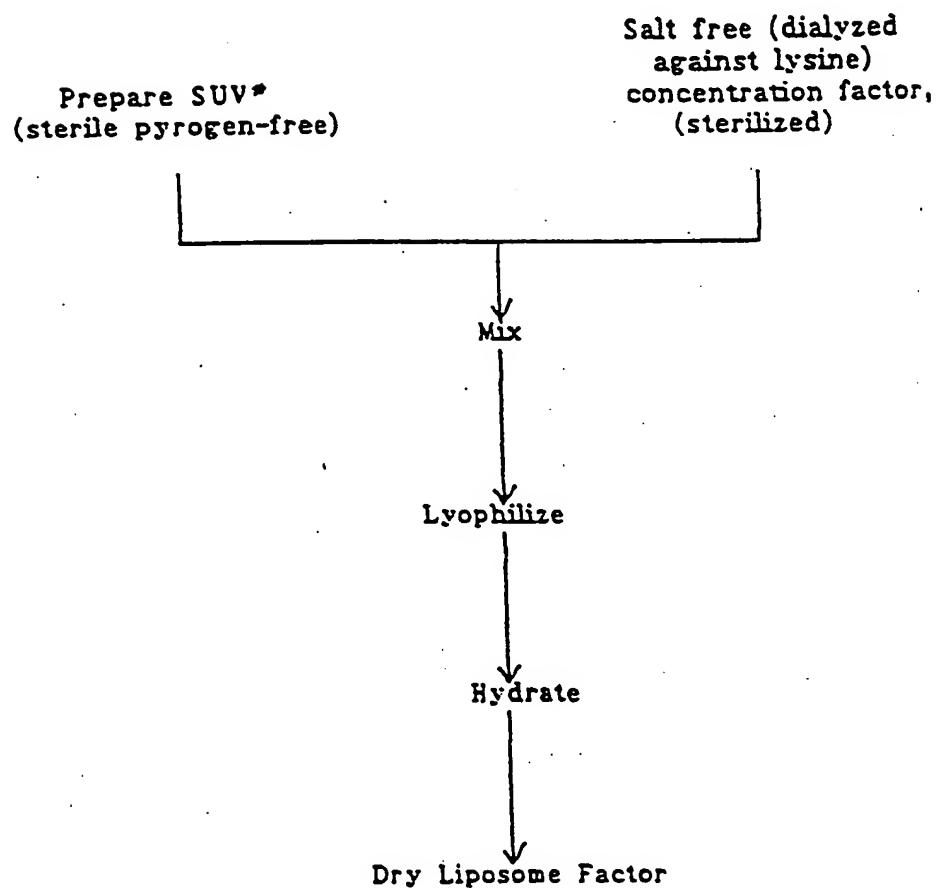 Prepare SUV*
(sterile pyrogen-free)
Salt free (dialyzed
against lysine)
concentration factor,
(sterilized)
Mix
Lyophilize
Hydrate
Dry Liposome Factor